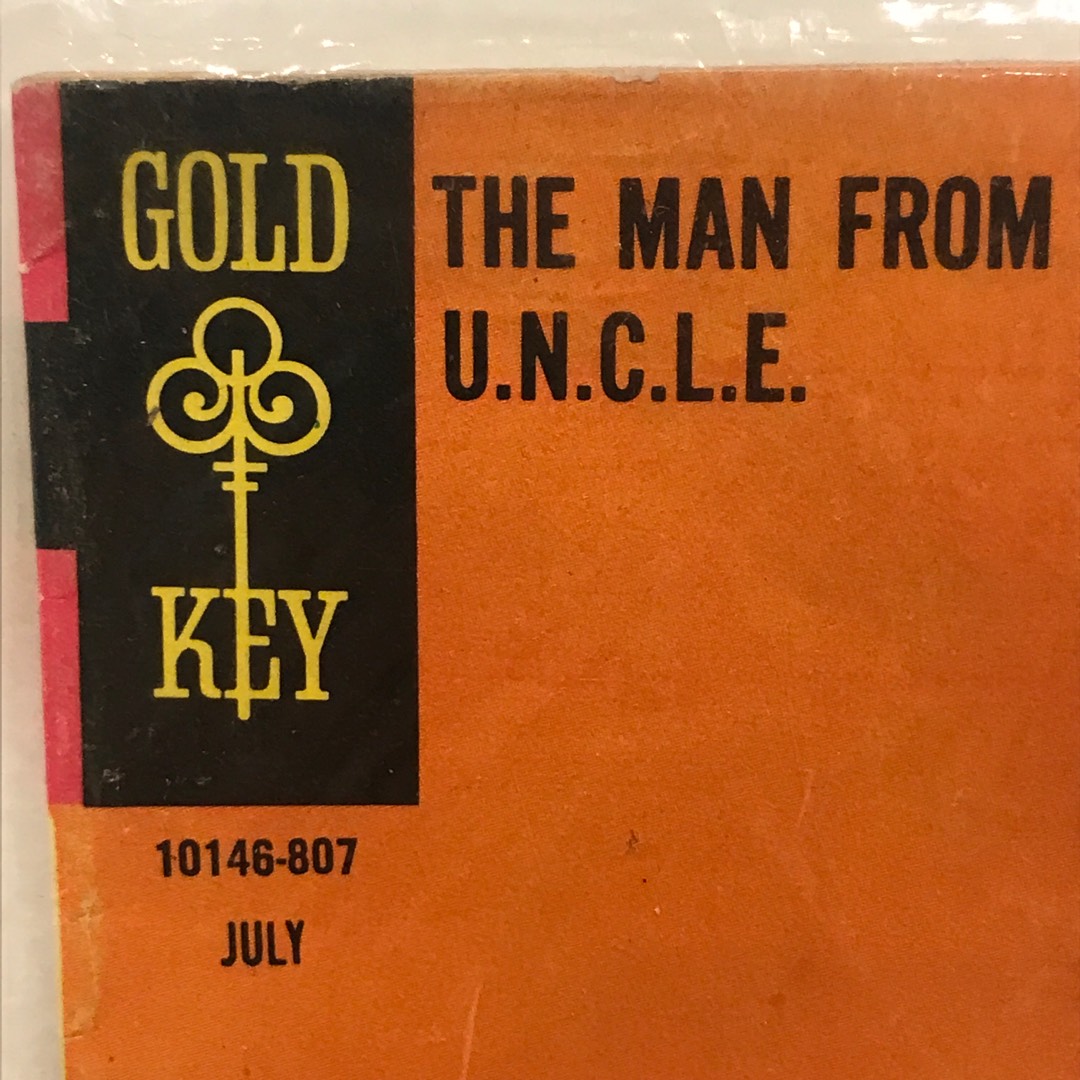 GOLD
KEY
THE MAN FROM
U.N.C.L.E.
10146-807
JULY